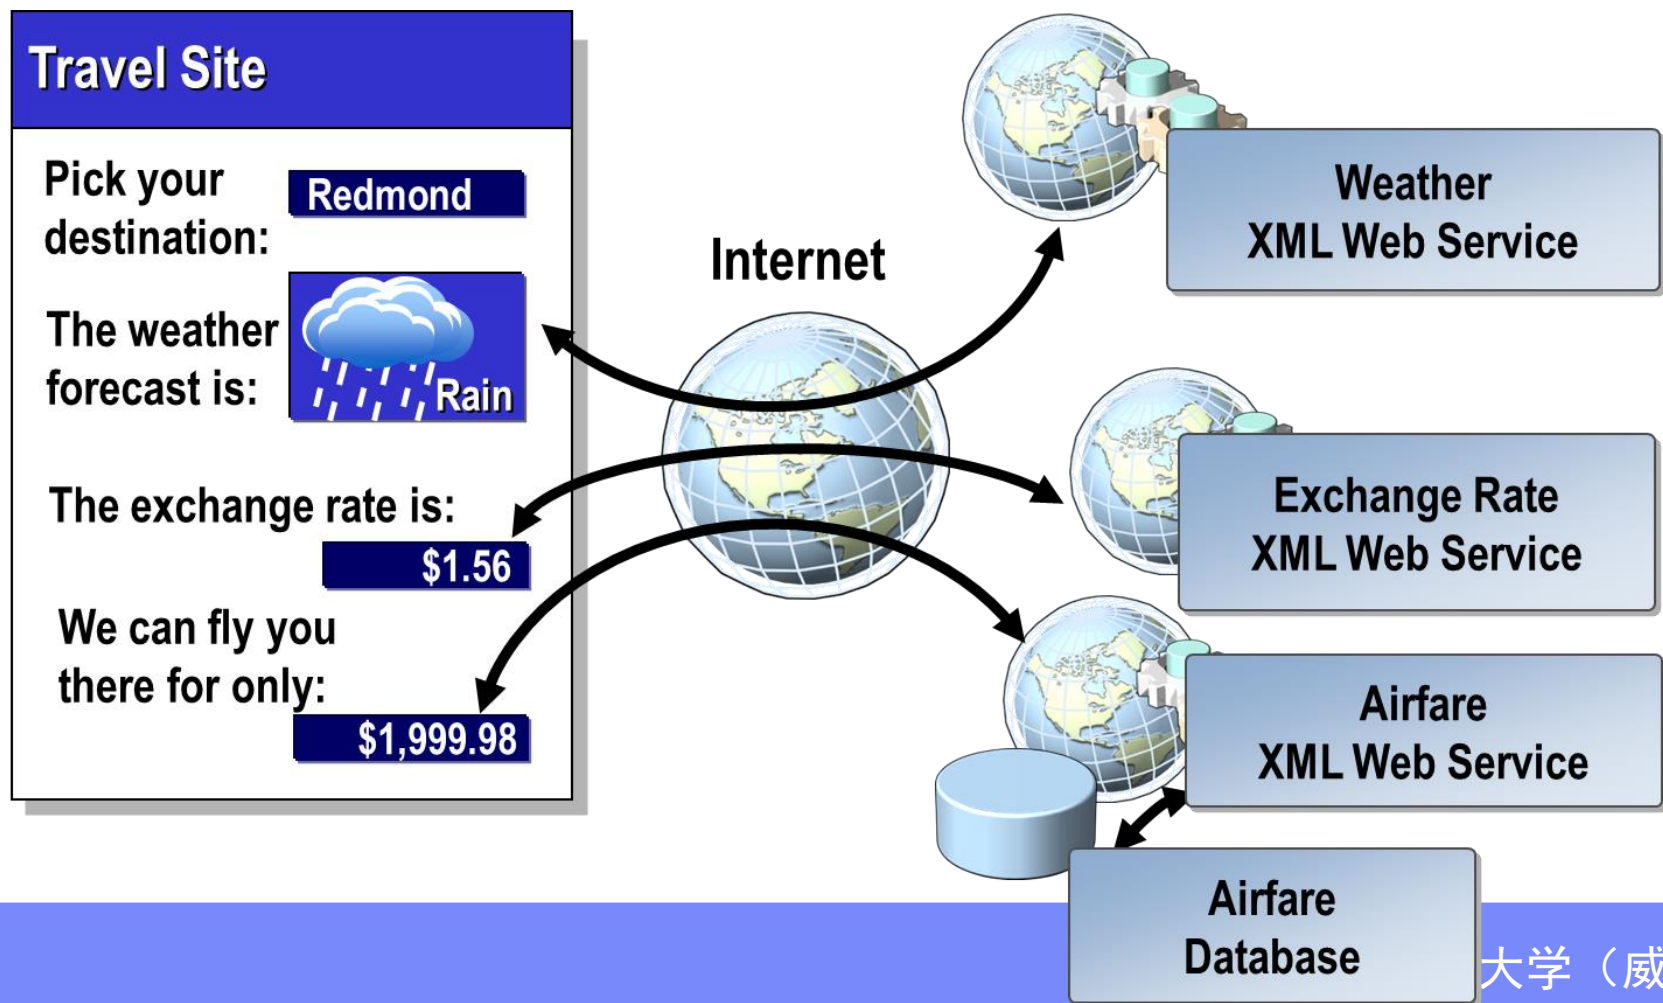 Travel Site
Pick your
destination:
Redmond
The weather
forecast is:
Rain
The exchange rate is:
$1.56
We can fly you
there for only:
$1,999.98
Internet
Weather
XML Web Service
Exchange Rate
XML Web Service
Airfare
XML Web Service
Airfare
Database
大学（威